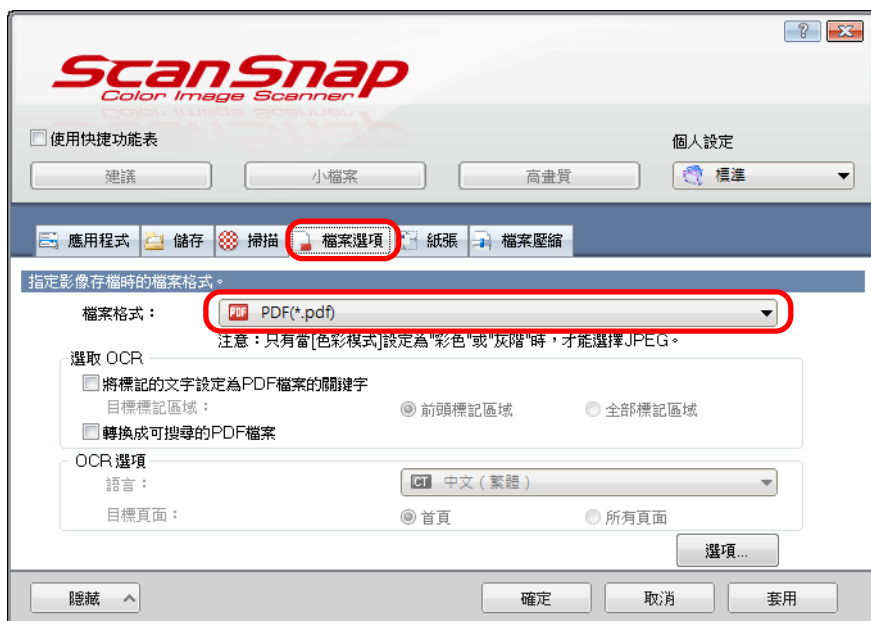 ScanSnap
Color Image Scanner
使用快捷功能表
個人設定
建議 小檔案 高畫質 標準
應用程式 儲存 掃描 檔案選項 紙張 檔案壓縮
指定影像存檔時的檔案格式。
檔案格式： PDF PDF(*.pdf)
注意：只有當[色彩模式]設定為"彩色"或"灰階"時，才能選擇JPEG。
選取 OCR
將標記的文字設定為PDF檔案的關鍵字
目標標記區域： 前頭標記區域 全部標記區域
轉換成可搜尋的PDF檔案
OCR 選項
語言： CT 中文（繁體）
目標頁面： 首頁 所有頁面
選項...
隱藏 確定 取消 套用